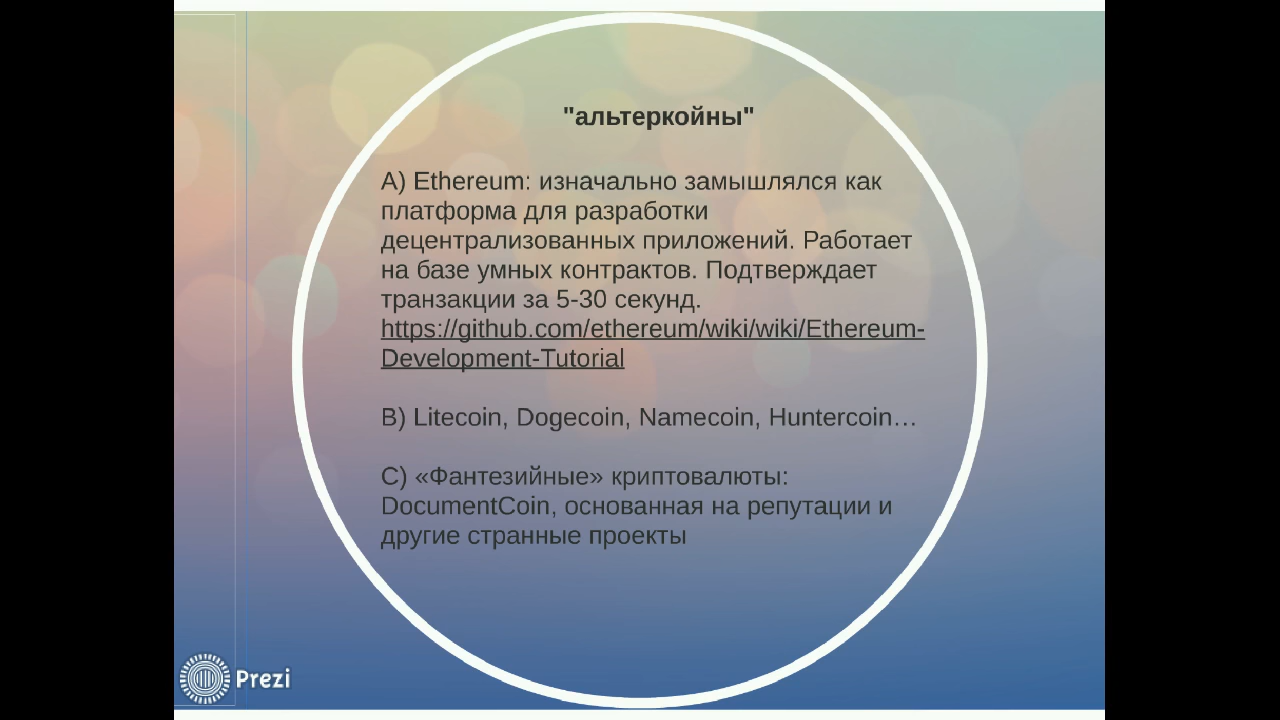 "альтеркойны"
A) Ethereum: изначально замышлялся как
платформа для разработки
децентрализованных приложений. Работает
на базе умных контрактов. Подтверждает
транзакции за 5-30 секунд.
https://github.com/ethereum/wiki/wiki/Ethereum-
Development-Tutorial
B) Litecoin, Dogecoin, Namecoin, Huntercoin…
C) «Фантезийные» криптовалюты:
DocumentCoin, основанная на репутации и
другие странные проекты
Prezi